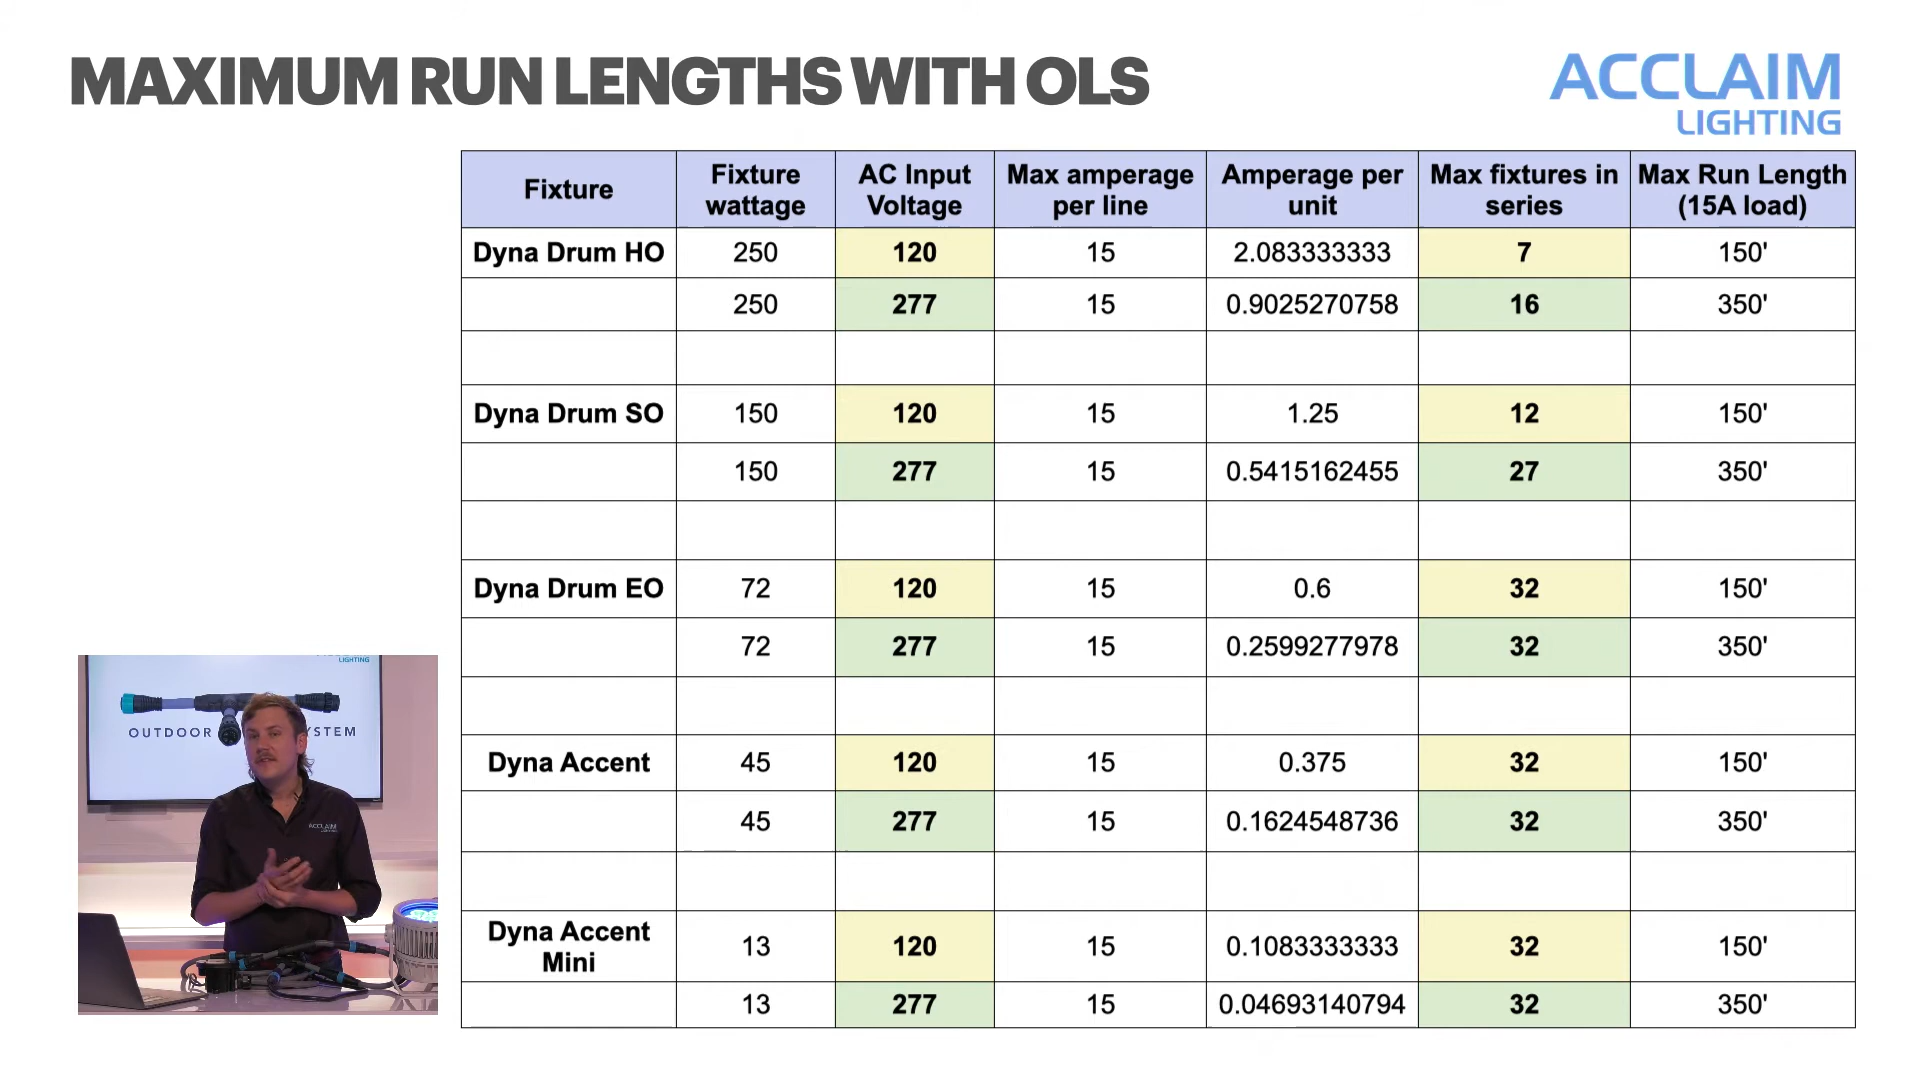 MAXIMUM RUN LENGTHS WITH OLS
ACCLAIM
LIGHTING
Fixture | Fixture wattage | AC Input Voltage | Max amperage per line | Amperage per unit | Max fixtures in series | Max Run Length (15A load)
Dyna Drum HO | 250 | 120 | 15 | 2.083333333 | 7 | 150'
250 | 277 | 15 | 0.9025270758 | 16 | 350'
Dyna Drum SO | 150 | 120 | 15 | 1.25 | 12 | 150'
150 | 277 | 15 | 0.5415162455 | 27 | 350'
Dyna Drum EO | 72 | 120 | 15 | 0.6 | 32 | 150'
72 | 277 | 15 | 0.2599277978 | 32 | 350'
Dyna Accent | 45 | 120 | 15 | 0.375 | 32 | 150'
45 | 277 | 15 | 0.1624548736 | 32 | 350'
Dyna Accent Mini | 13 | 120 | 15 | 0.1083333333 | 32 | 150'
13 | 277 | 15 | 0.04693140794 | 32 | 350'
LIGHTING
OUTDOOR YSTEM
ACCLAIM
LIGHTING